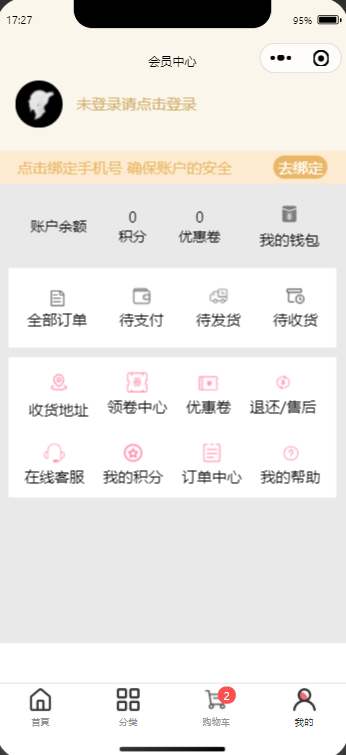 17:27 95%
会员中心
未登录请点击登录
点击绑定手机号 确保账户的安全 去绑定
0 0
账户余额 积分 优惠卷 我的钱包
全部订单 待支付 待发货 待收货
收货地址 领卷中心 优惠卷 退还/售后
在线客服 我的积分 订单中心 我的帮助
2
首頁 分类 购物车 我的